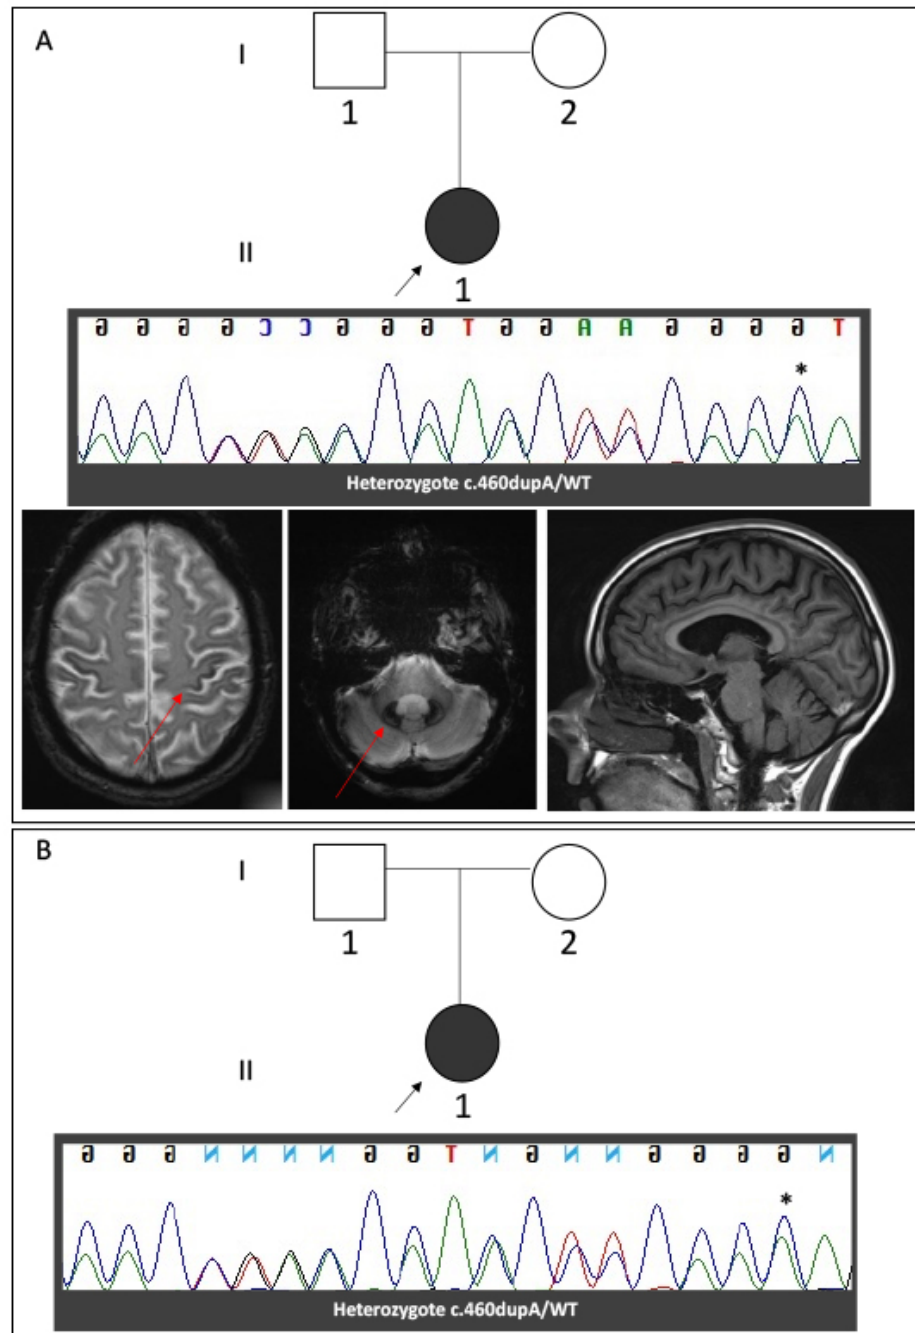 A
I
1 2
II
1
G G G G C C G G G T G G A A G G G G T
*
Heterozygote c.460dupA/WT
B
I
1 2
II
1
G G G N N N N G G T N G N N G G G G N
*
Heterozygote c.460dupA/WT